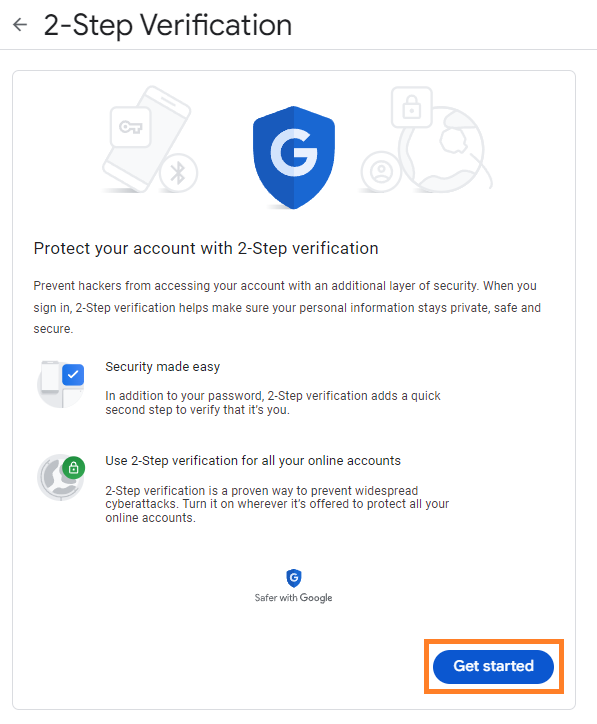 2-Step Verification
G
Protect your account with 2-Step verification
Prevent hackers from accessing your account with an additional layer of security. When you
sign in, 2-Step verification helps make sure your personal information stays private, safe and
secure.
Security made easy
In addition to your password, 2-Step verification adds a quick
second step to verify that it's you.
Use 2-Step verification for all your online accounts
2-Step verification is a proven way to prevent widespread
cyberattacks. Turn it on wherever it's offered to protect all your
online accounts.
G
Safer with Google
Get started